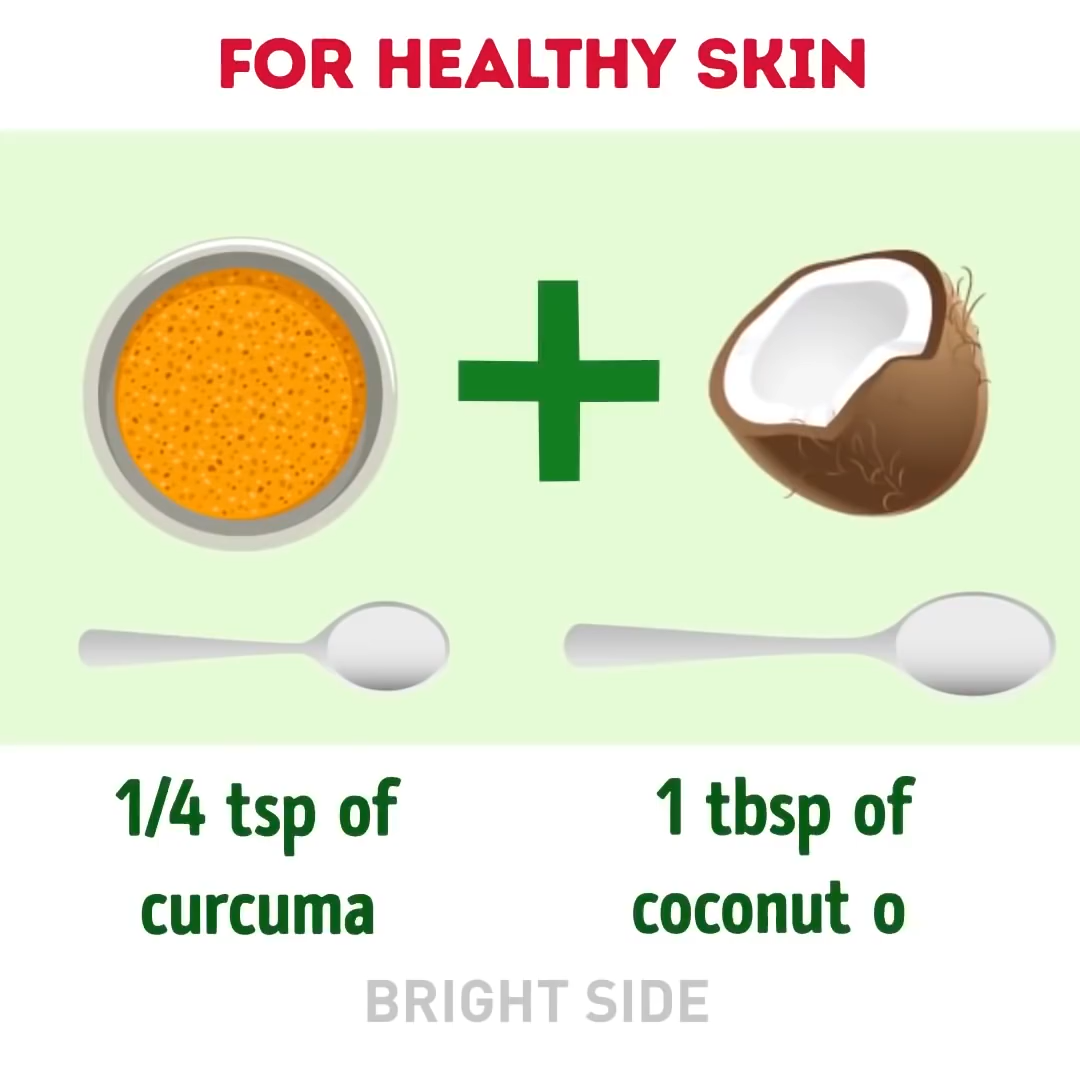 FOR HEALTHY SKIN
1/4 tsp of
curcuma
1 tbsp of
coconut o
BRIGHT SIDE